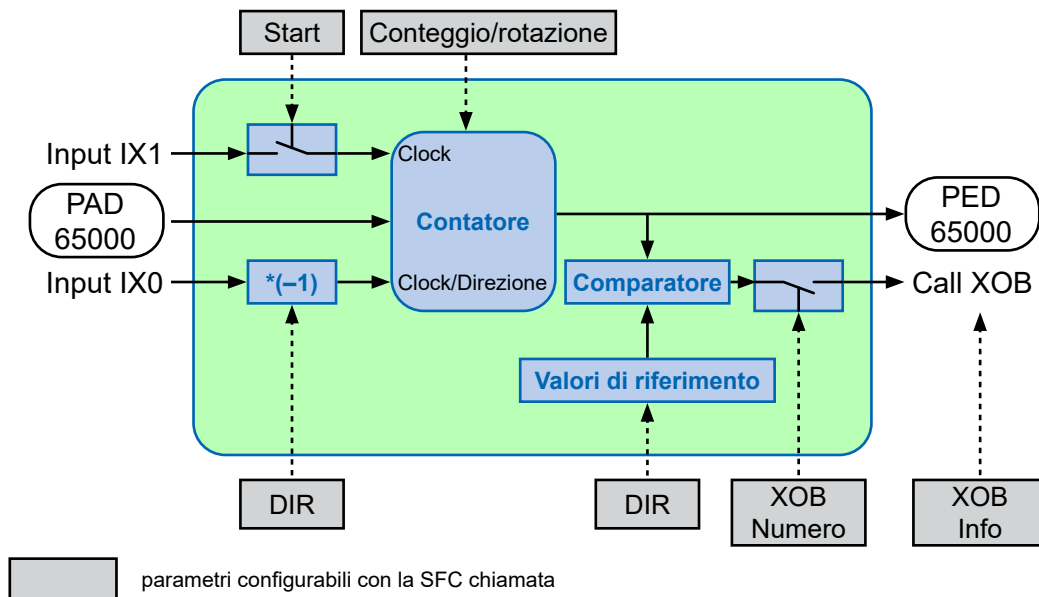 Start
Conteggio/rotazione
Input IX1
Clock
PAD
65000
Contatore
PED
65000
Input IX0
*(–1)
Clock/Direzione
Comparatore
Call XOB
Valori di riferimento
DIR
DIR
XOB
Numero
XOB
Info
parametri configurabili con la SFC chiamata